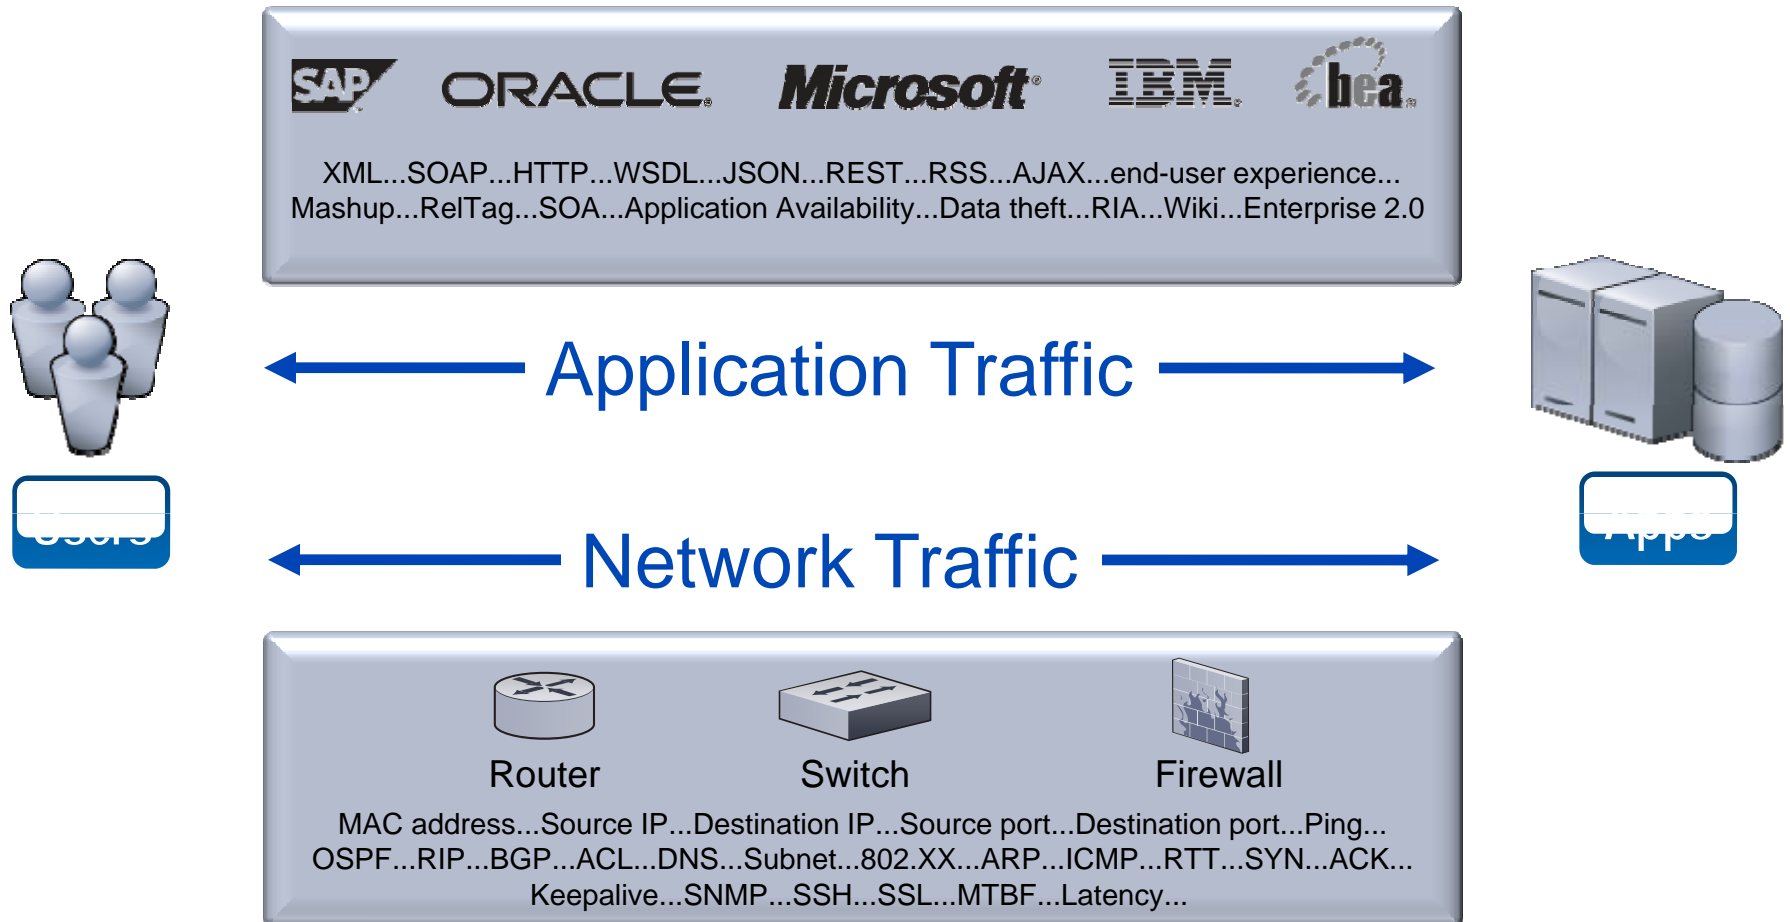 SAP ORACLE Microsoft IBM bea
XML...SOAP...HTTP...WSDL...JSON...REST...RSS...AJAX...end-user experience...
Mashup...RelTag...SOA...Application Availability...Data theft...RIA...Wiki...Enterprise 2.0
Application Traffic
Users
Apps
Network Traffic
Router Switch Firewall
MAC address...Source IP...Destination IP...Source port...Destination port...Ping...
OSPF...RIP...BGP...ACL...DNS...Subnet...802.XX...ARP...ICMP...RTT...SYN...ACK...
Keepalive...SNMP...SSH...SSL...MTBF...Latency...